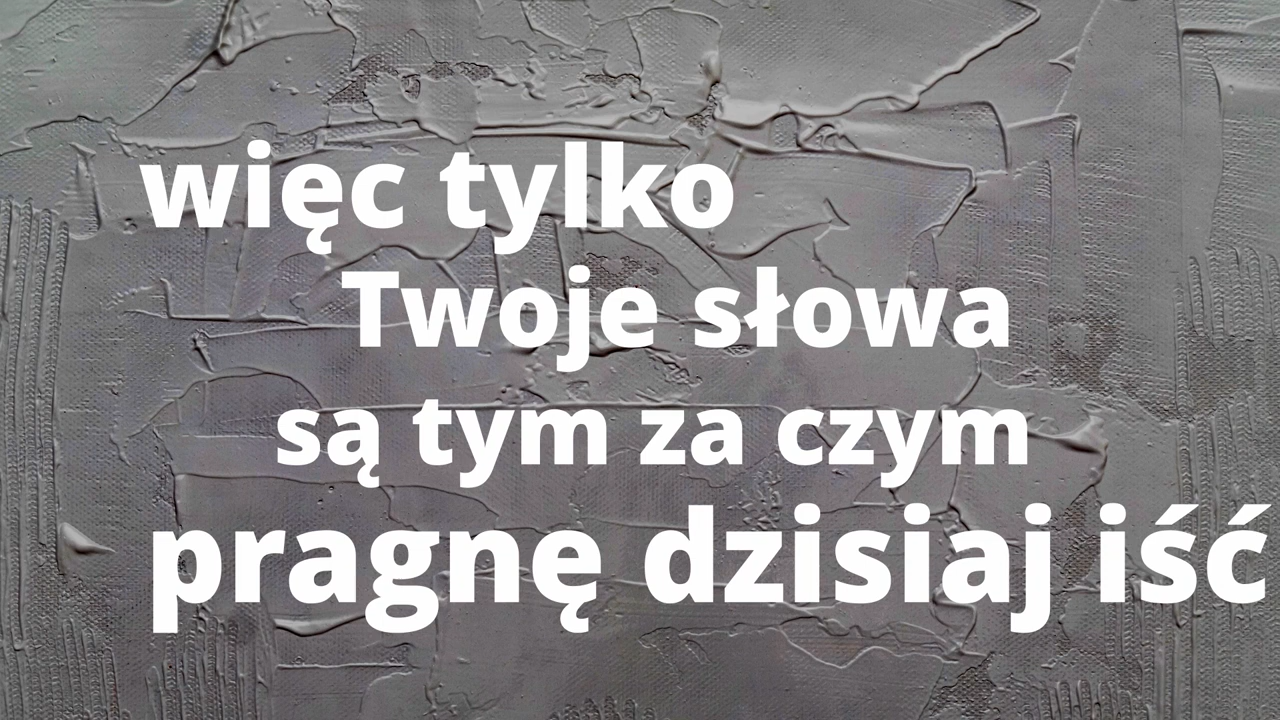 więc tylko
Twoje słowa
są tym za czym
pragnę dzisiaj iść